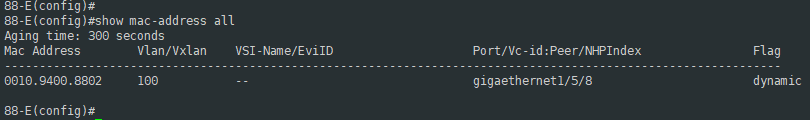 88-E(config)#
88-E(config)#show mac-address all
Aging time: 300 seconds
Mac Address Vlan/Vxlan VSI-Name/EviID Port/Vc-id:Peer/NHPIndex Flag
---------------------------------------------------------------------------------------------------------------
0010.9400.8802 100 -- gigaethernet1/5/8 dynamic
88-E(config)#